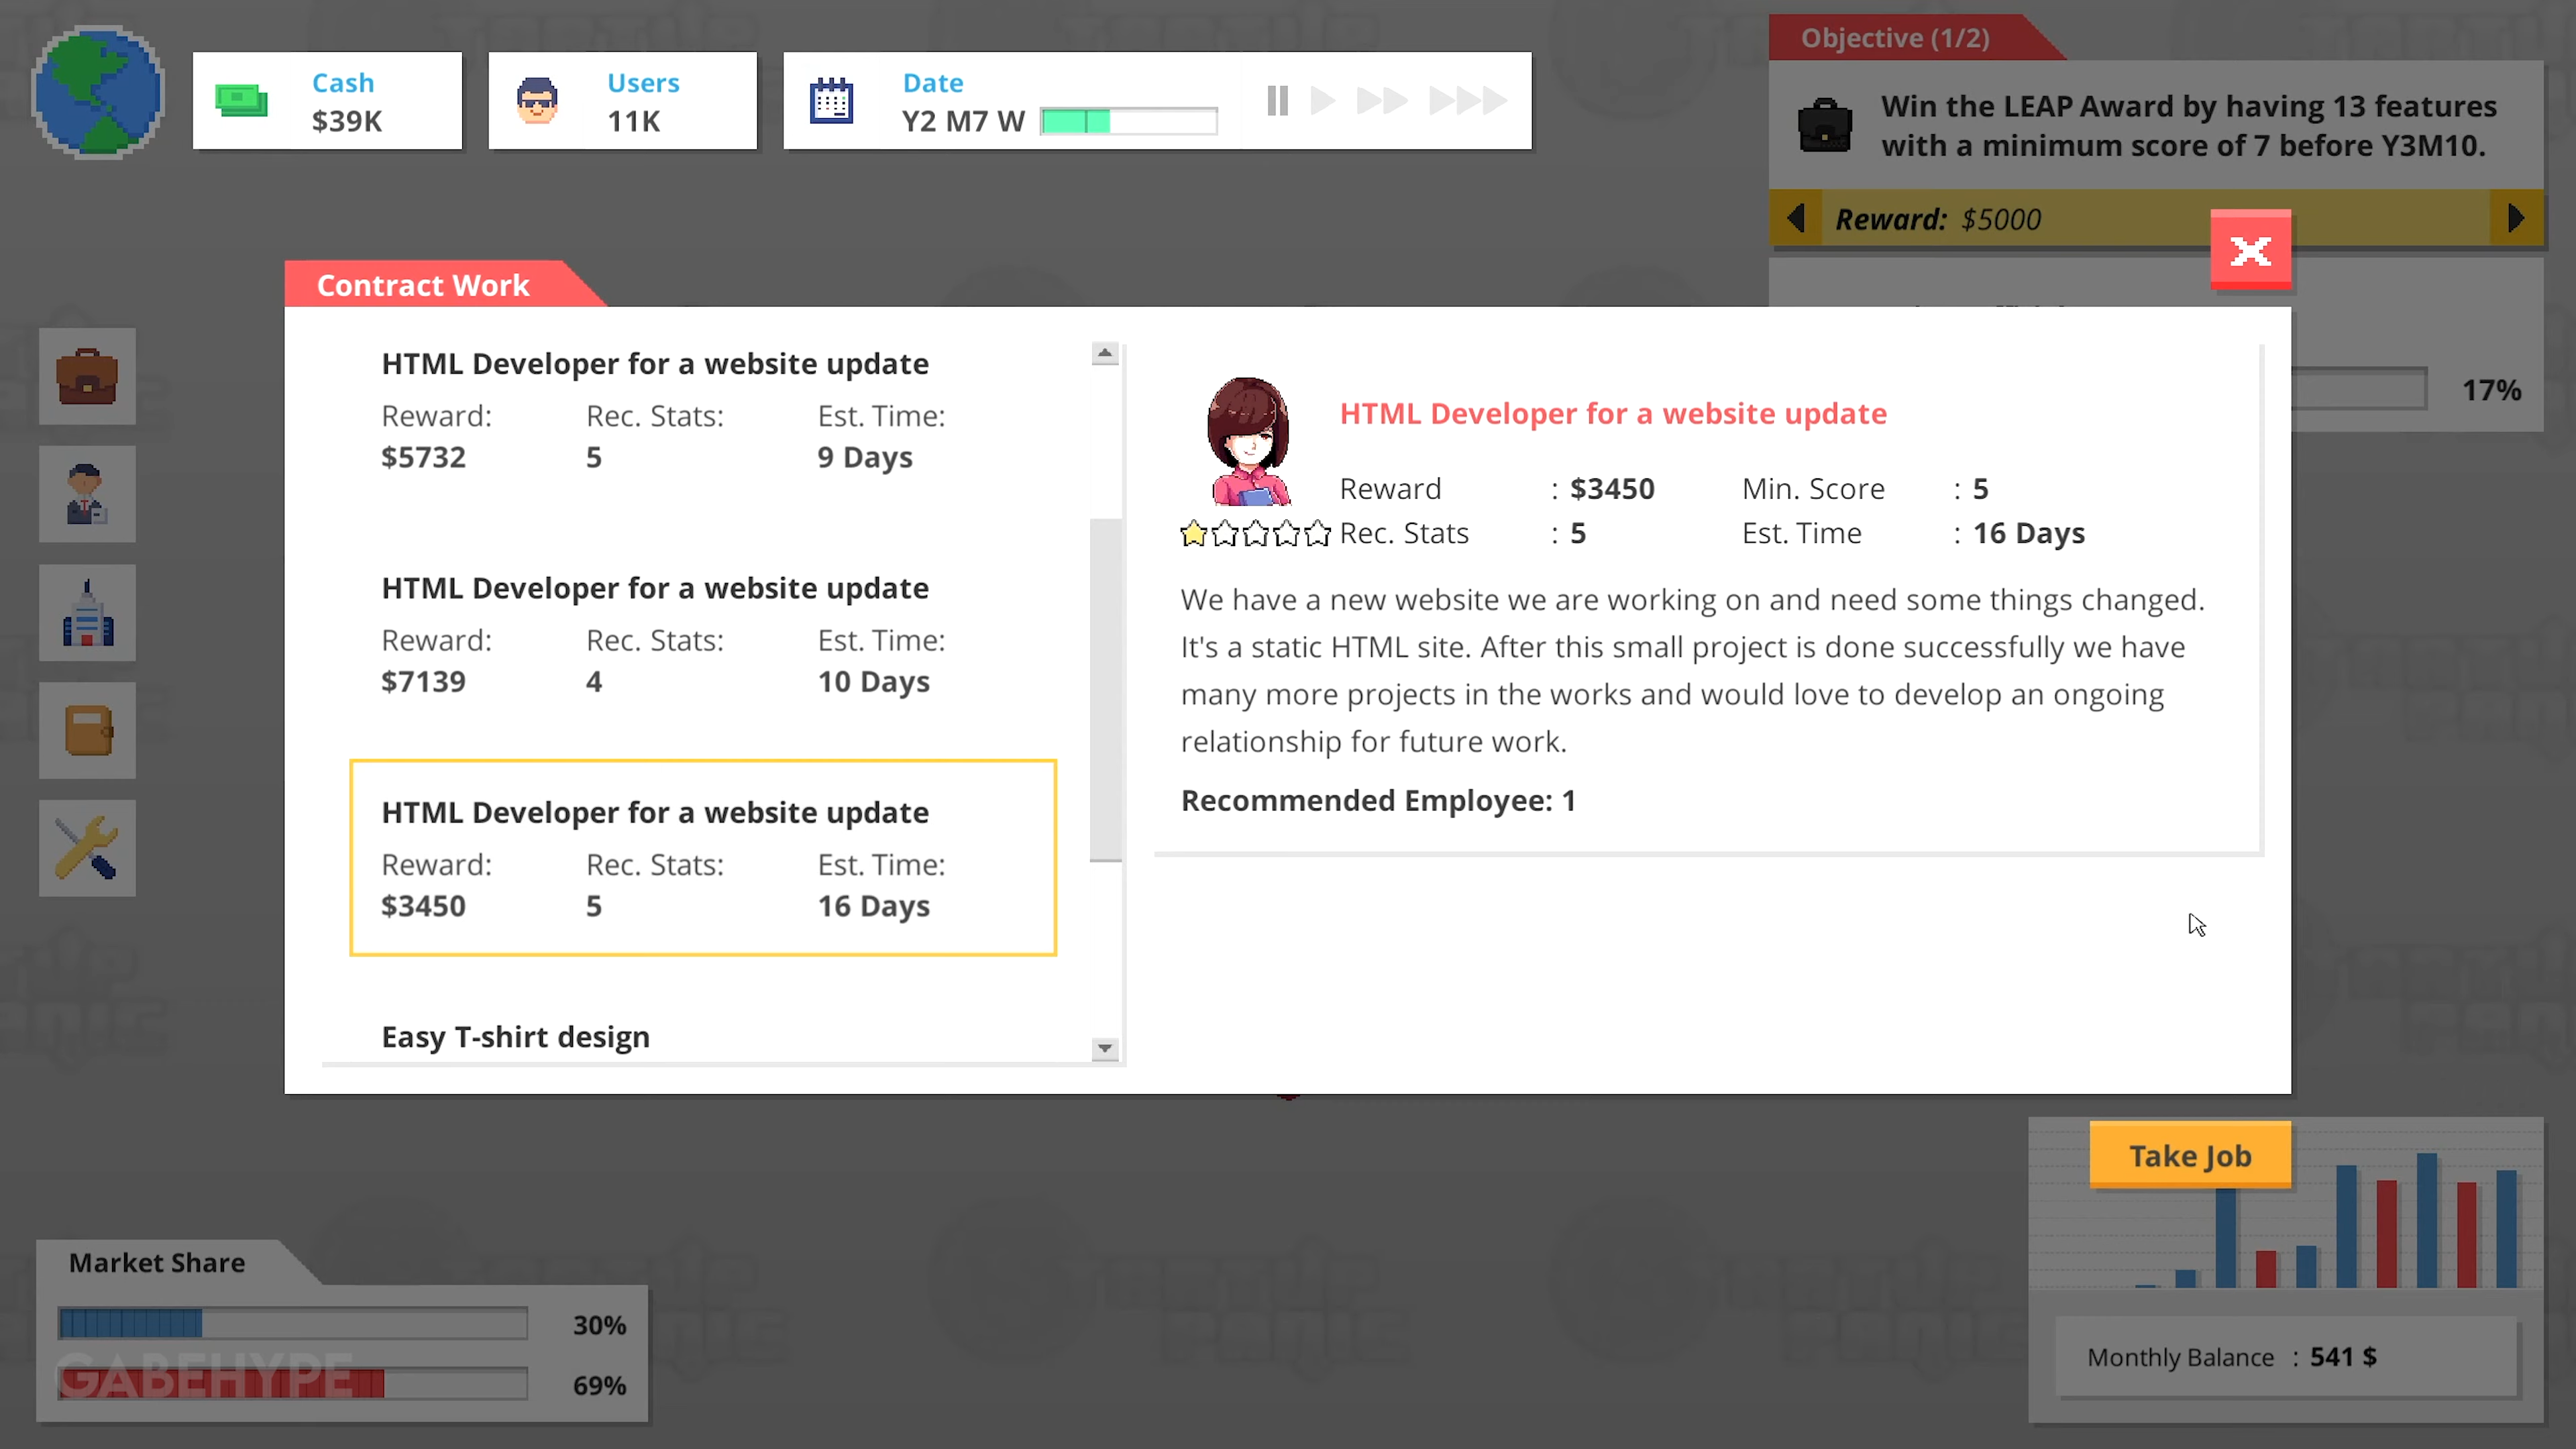 Cash
$39K
Users
11K
Date
Y2 M7 W
Objective (1/2)
Win the LEAP Award by having 13 features
with a minimum score of 7 before Y3M10.
Reward: $5000
17%
Contract Work
HTML Developer for a website update
Reward: Rec. Stats: Est. Time:
$5732 5 9 Days
HTML Developer for a website update
Reward: Rec. Stats: Est. Time:
$7139 4 10 Days
HTML Developer for a website update
Reward: Rec. Stats: Est. Time:
$3450 5 16 Days
Easy T-shirt design
HTML Developer for a website update
Reward : $3450 Min. Score : 5
Rec. Stats : 5 Est. Time : 16 Days
We have a new website we are working on and need some things changed.
It's a static HTML site. After this small project is done successfully we have
many more projects in the works and would love to develop an ongoing
relationship for future work.
Recommended Employee: 1
Take Job
Market Share
30%
69%
GABEHYPE
Monthly Balance : 541 $